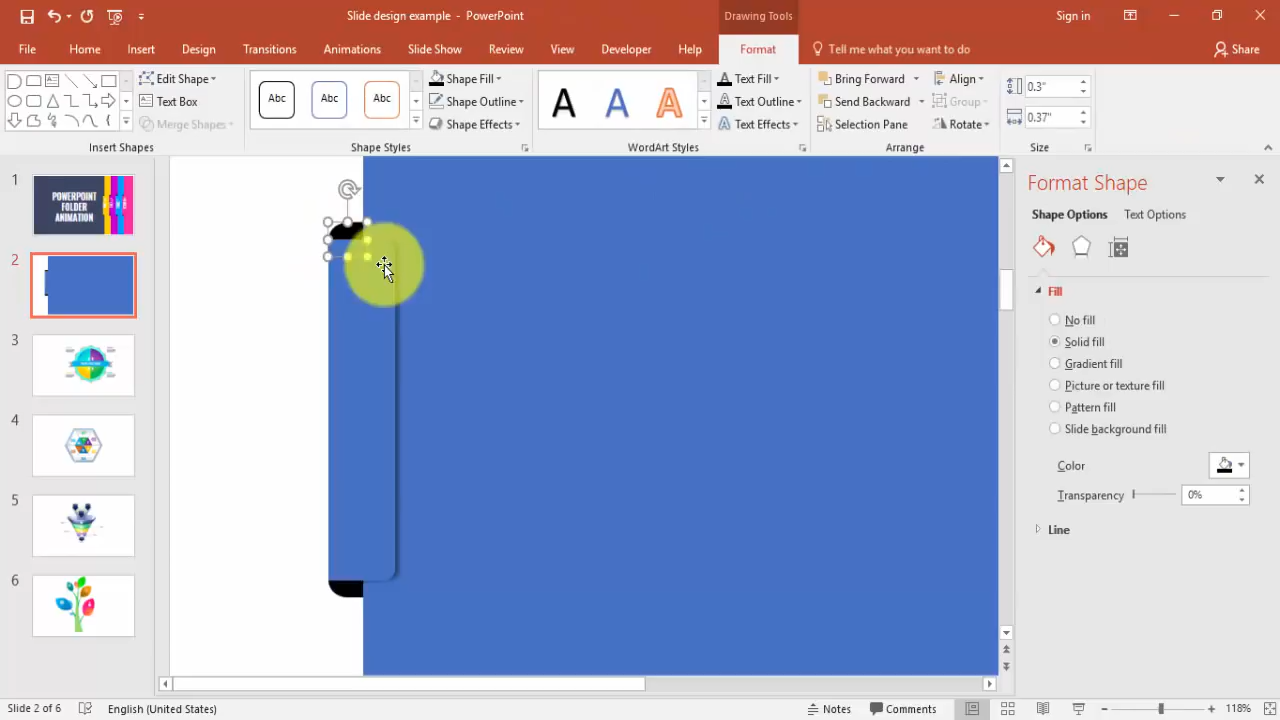 Slide design example - PowerPoint
Drawing Tools
Sign in
File Home Insert Design Transitions Animations Slide Show Review View Developer Help Format Tell me what you want to do Share
Edit Shape
Text Box
Merge Shapes
Insert Shapes
Abc Abc Abc
Shape Fill
Shape Outline
Shape Effects
Shape Styles
A A A
Text Fill
Text Outline
Text Effects
WordArt Styles
Bring Forward
Send Backward
Selection Pane
Align
Group
Rotate
Arrange
0.3"
0.37"
Size
1
POWERPOINT
FOLDER
ANIMATION
2
3
4
5
6
Format Shape
Shape Options Text Options
Fill
No fill
Solid fill
Gradient fill
Picture or texture fill
Pattern fill
Slide background fill
Color
Transparency 0%
Line
Slide 2 of 6 English (United States) Notes Comments 118%